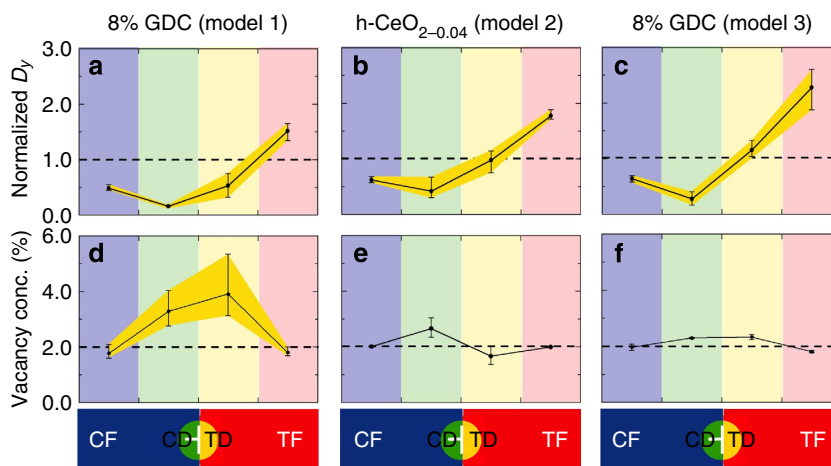 8% GDC (model 1)
h-CeO2–0.04 (model 2)
8% GDC (model 3)
Normalized Dy
3.0
2.0
1.0
0.0
a
b
c
Vacancy conc. (%)
6.0
4.0
2.0
0.0
d
e
f
CF CD TD TF
CF CD TD TF
CF CD TD TF